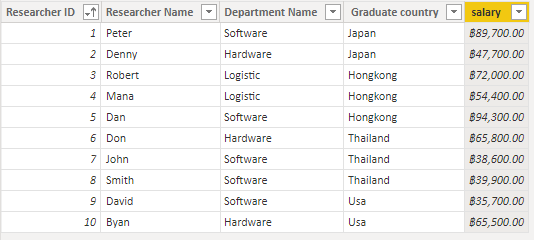 Researcher ID Researcher Name Department Name Graduate country salary
1 Peter Software Japan ฿89,700.00
2 Denny Hardware Japan ฿47,700.00
3 Robert Logistic Hongkong ฿72,000.00
4 Mana Logistic Hongkong ฿54,400.00
5 Dan Software Hongkong ฿94,300.00
6 Don Hardware Thailand ฿65,800.00
7 John Software Thailand ฿38,600.00
8 Smith Software Thailand ฿39,900.00
9 David Software Usa ฿35,700.00
10 Byan Hardware Usa ฿65,500.00